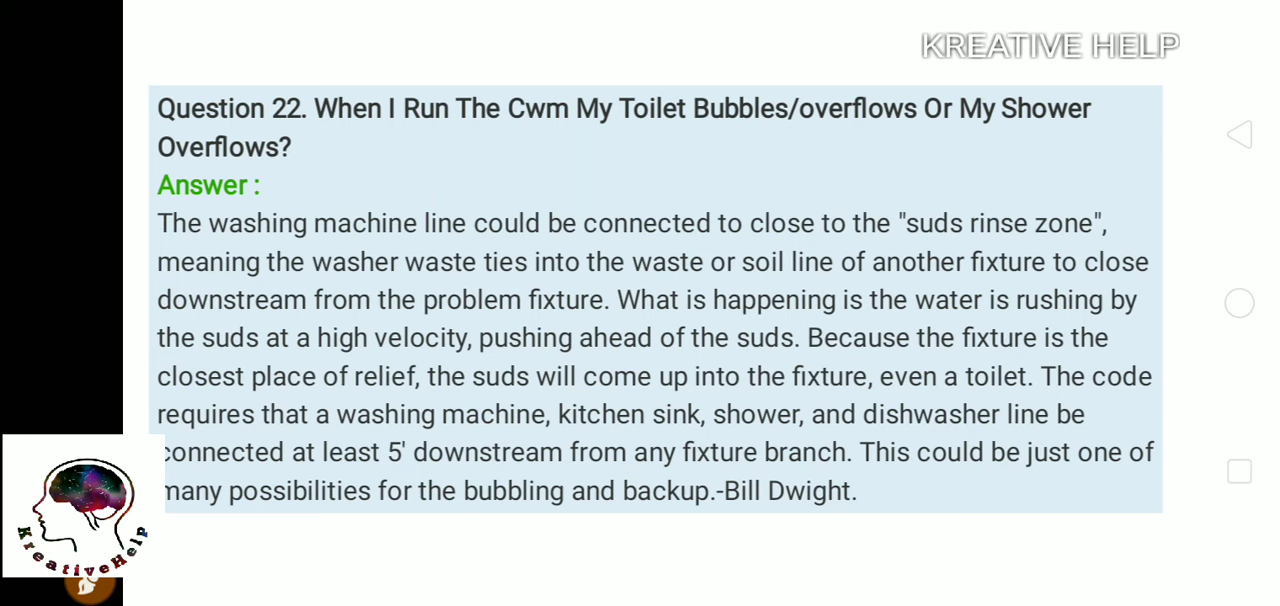 KREATIVE HELP
Question 22. When I Run The Cwm My Toilet Bubbles/overflows Or My Shower
Overflows?
Answer :
The washing machine line could be connected to close to the "suds rinse zone",
meaning the washer waste ties into the waste or soil line of another fixture to close
downstream from the problem fixture. What is happening is the water is rushing by
the suds at a high velocity, pushing ahead of the suds. Because the fixture is the
closest place of relief, the suds will come up into the fixture, even a toilet. The code
requires that a washing machine, kitchen sink, shower, and dishwasher line be
connected at least 5' downstream from any fixture branch. This could be just one of
many possibilities for the bubbling and backup.-Bill Dwight.
KreativeHelp